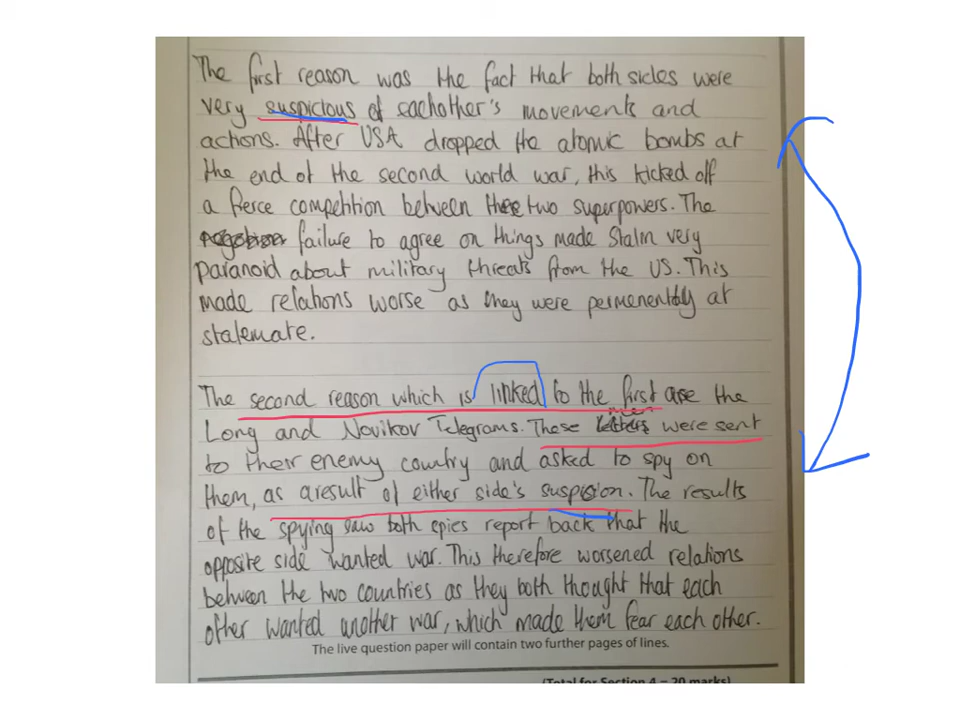 The first reason was the fact that both sides were
very suspicious of eachother's movements and
actions. After USA dropped the atomic bombs at
the end of the second world war, this kicked off
a fierce competition between the two superpowers. The
failure to agree on things made Stalin very
paranoid about military threats from the US. This
made relations worse as they were permenently at
stalemate.
The second reason which is linked to the first are the
Long and Novikov Telegrams. These men were sent
to their enemy country and asked to spy on
them, as a result of either side's suspicion. The results
of the spying saw both spies report back that the
opposite side wanted war. This therefore worsened relations
between the two countries as they both thought that each
other wanted another war, which made them fear each other.
The live question paper will contain two further pages of lines.
(Total for Section 4 = 20 marks)